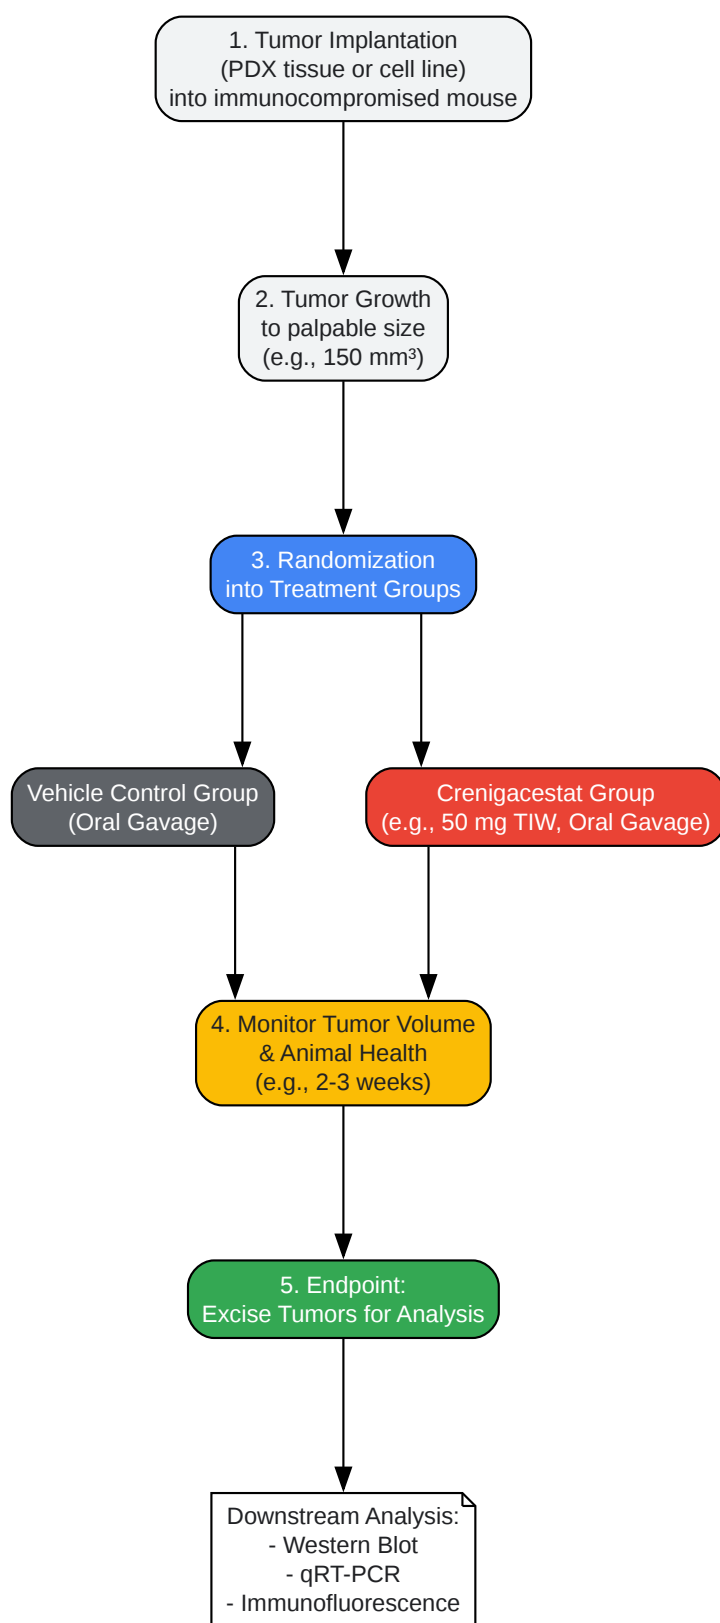 1. Tumor Implantation
(PDX tissue or cell line)
into immunocompromised mouse
2. Tumor Growth
to palpable size
(e.g., 150 mm³)
3. Randomization
into Treatment Groups
Vehicle Control Group
(Oral Gavage)
Crenigacestat Group
(e.g., 50 mg TIW, Oral Gavage)
4. Monitor Tumor Volume
& Animal Health
(e.g., 2-3 weeks)
5. Endpoint:
Excise Tumors for Analysis
Downstream Analysis:
- Western Blot
- qRT-PCR
- Immunofluorescence